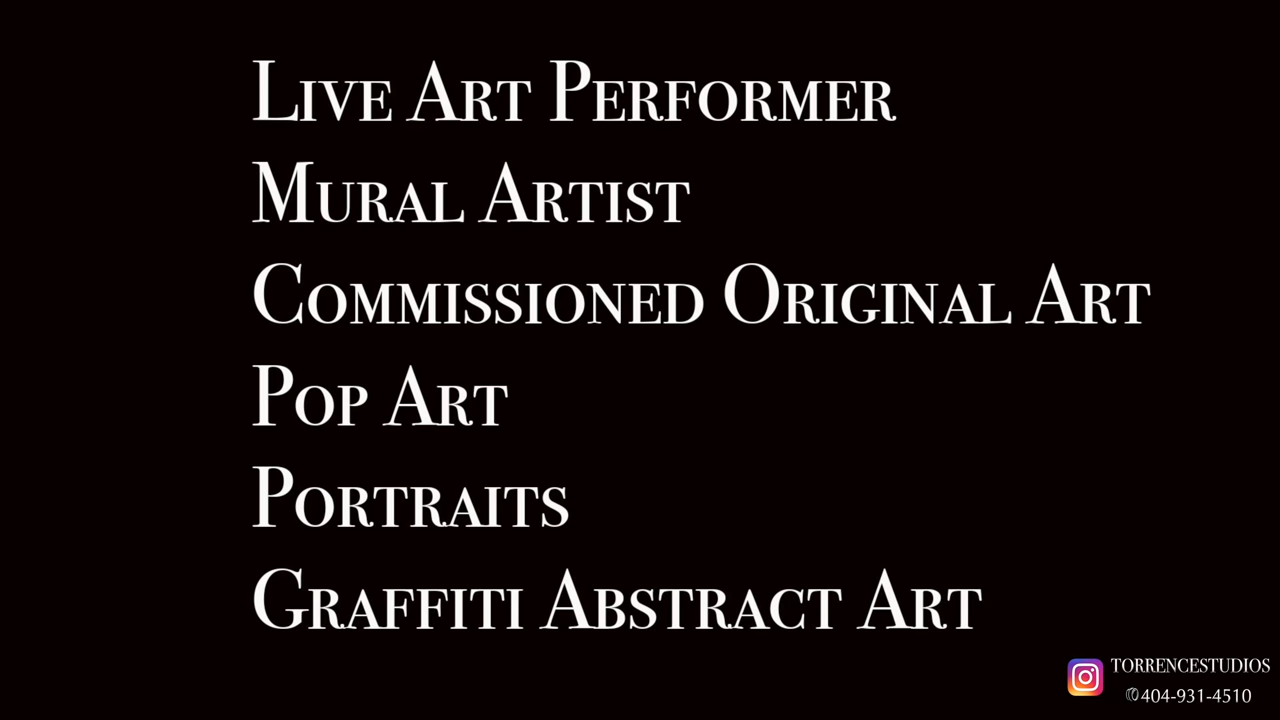 Live Art Performer
Mural Artist
Commissioned Original Art
Pop Art
Portraits
Graffiti Abstract Art
TORRENCESTUDIOS
✆404-931-4510